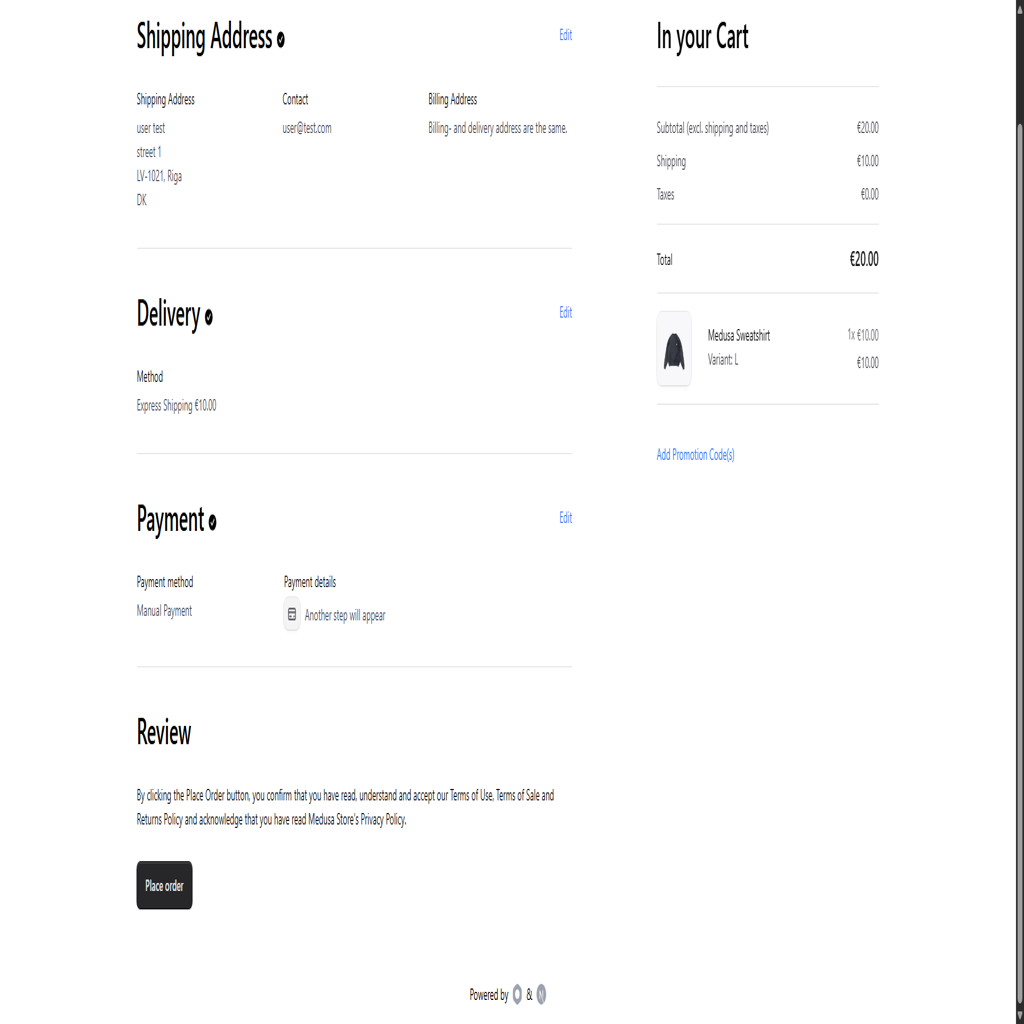 Shipping Address
Edit
Shipping Address
user test
street 1
LV-1021, Riga
DK
Contact
user@test.com
Billing Address
Billing- and delivery address are the same.
Delivery
Edit
Method
Express Shipping €10.00
Payment
Edit
Payment method
Manual Payment
Payment details
Another step will appear
Review
By clicking the Place Order button, you confirm that you have read, understand and accept our Terms of Use, Terms of Sale and
Returns Policy and acknowledge that you have read Medusa Store's Privacy Policy.
Place order
In your Cart
Subtotal (excl. shipping and taxes) €20.00
Shipping €10.00
Taxes €0.00
Total €20.00
Medusa Sweatshirt 1x €10.00
Variant: L €10.00
Add Promotion Code(s)
Powered by & N